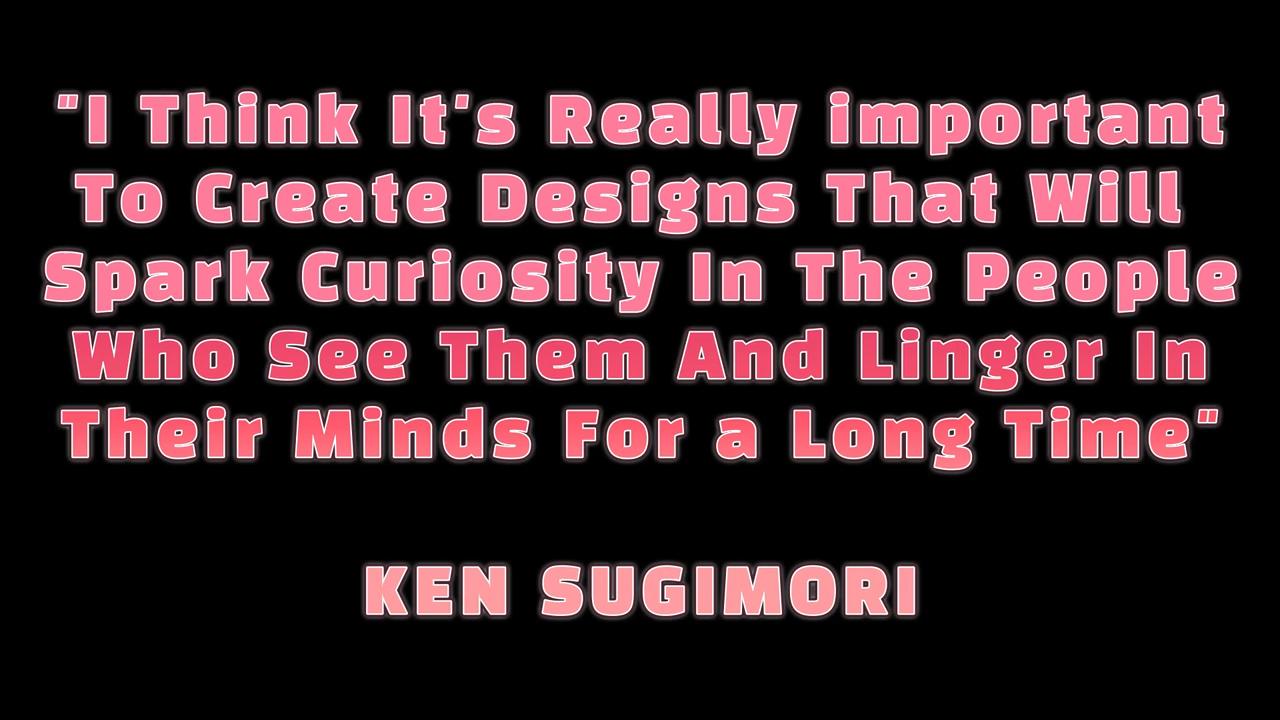 "I Think It's Really important
To Create Designs That Will
Spark Curiosity In The People
Who See Them And Linger In
Their Minds For a Long Time"
KEN SUGIMORI